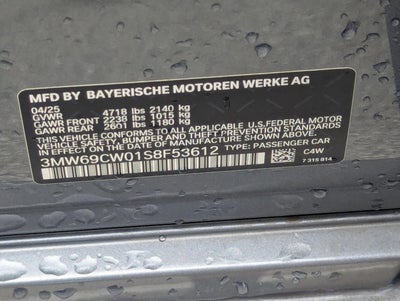 MFD BY BAYERISCHE MOTOREN WERKE AG
04/25
GVWR 4718 lbs 2140 kg
GAWR FRONT 2238 lbs 1015 kg
GAWR REAR 2601 lbs 1180 kg
THIS VEHICLE CONFORMS TO ALL APPLICABLE U.S. FEDERAL MOTOR
VEHICLE SAFETY, BUMPER, AND THEFT PREVENTION STANDARDS
IN EFFECT ON THE DATE OF MANUFACTURE SHOWN ABOVE.
3MW69CW01S8F53612 TYPE: PASSENGER CAR
C4W
7 315 814